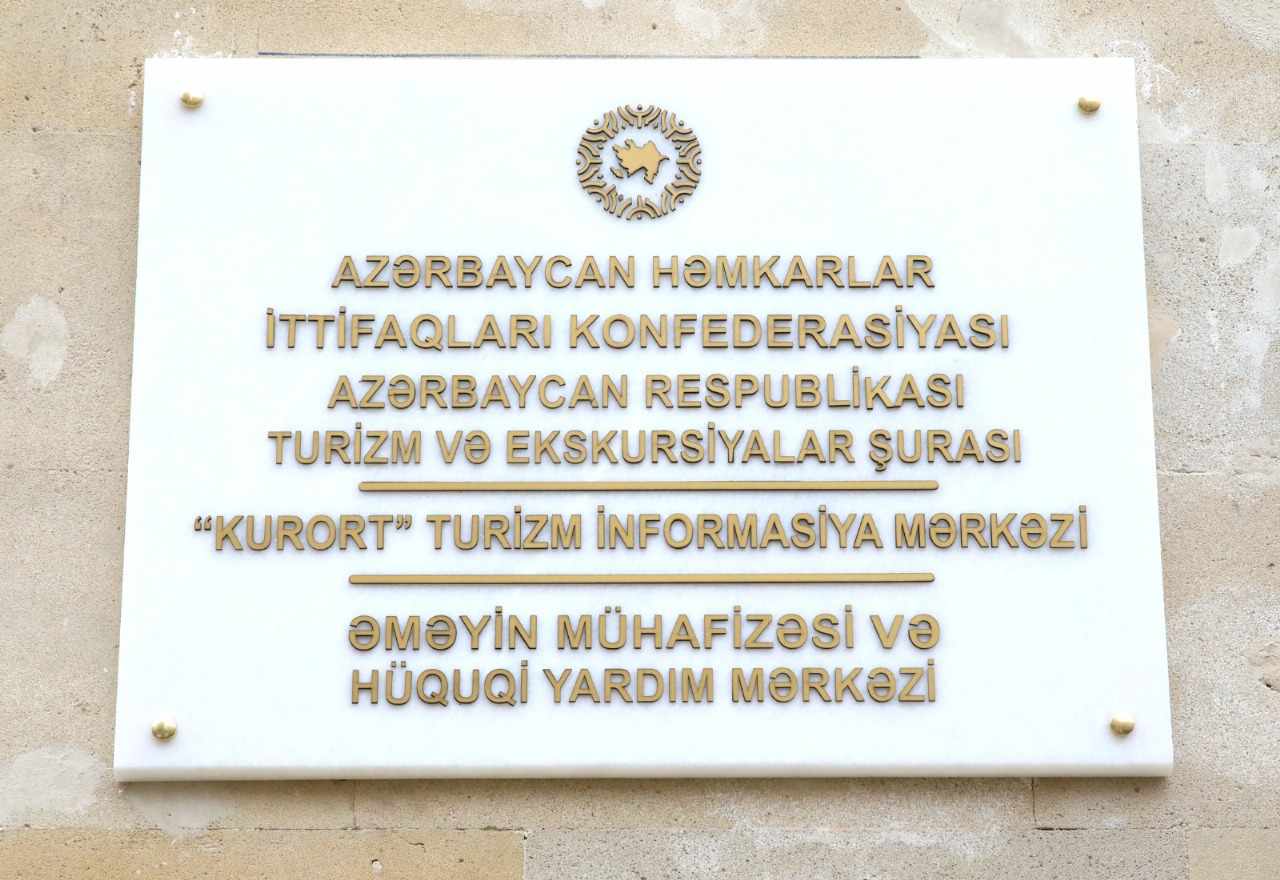 AZƏRBAYCAN HƏMKARLAR
İTTİFAQLARI KONFEDERASİYASI
AZƏRBAYCAN RESPUBLİKASI
TURİZM VƏ EKSKURSİYALAR ŞURASI
“KURORT” TURİZM İNFORMASİYA MƏRKƏZİ
ƏMƏYİN MÜHAFİZƏSİ VƏ
HÜQUQİ YARDIM MƏRKƏZİ